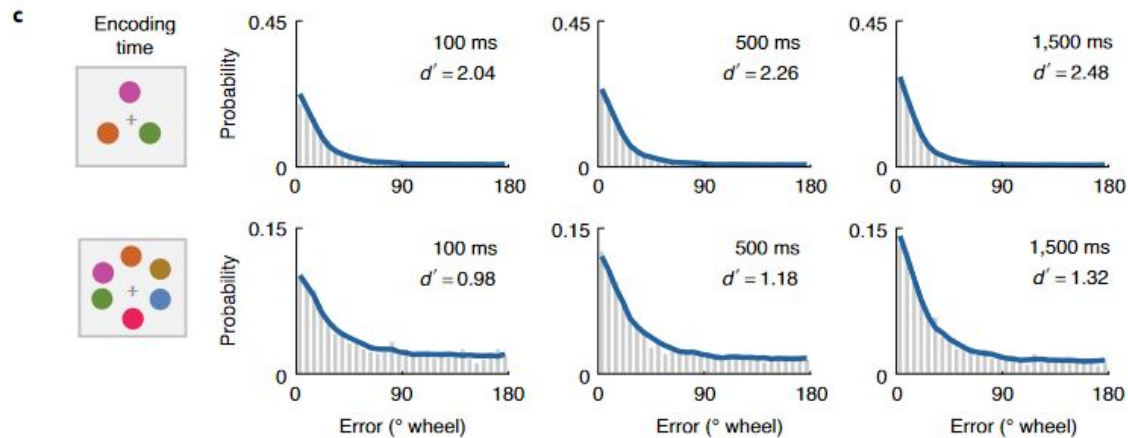 c
Encoding
time
Probability
0.45
0
0
90
180
100 ms
d′ = 2.04
0.45
0
0
90
180
500 ms
d′ = 2.26
0.45
0
0
90
180
1,500 ms
d′ = 2.48
Probability
0.15
0
0
90
180
100 ms
d′ = 0.98
Error (° wheel)
0.15
0
0
90
180
500 ms
d′ = 1.18
Error (° wheel)
0.15
0
0
90
180
1,500 ms
d′ = 1.32
Error (° wheel)